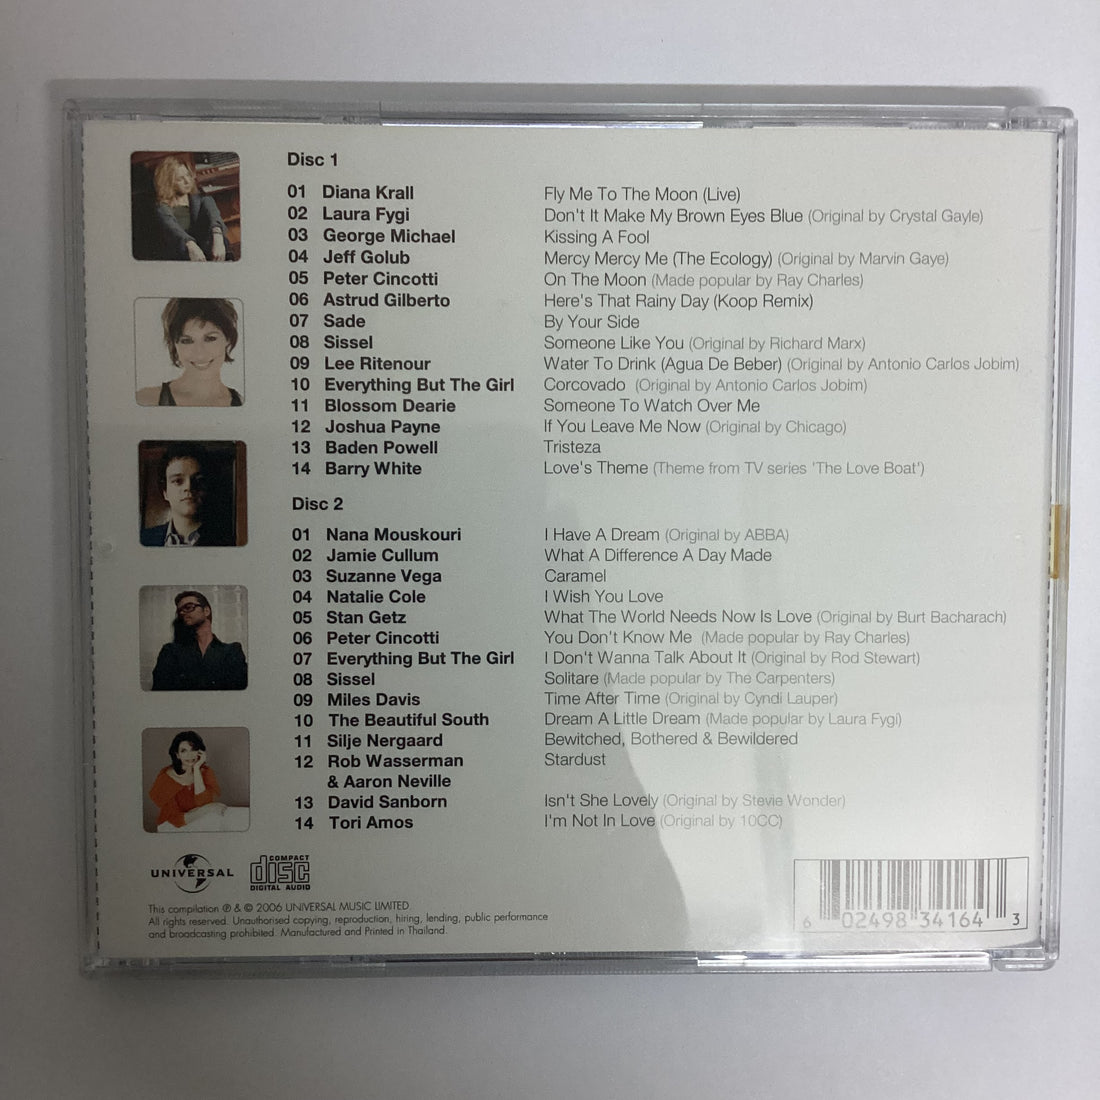 Disc 1
01 Diana Krall Fly Me To The Moon (Live)
02 Laura Fygi Don't It Make My Brown Eyes Blue (Original by Crystal Gayle)
03 George Michael Kissing A Fool
04 Jeff Golub Mercy Mercy Me (The Ecology) (Original by Marvin Gaye)
05 Peter Cincotti On The Moon (Made popular by Ray Charles)
06 Astrud Gilberto Here's That Rainy Day (Koop Remix)
07 Sade By Your Side
08 Sissel Someone Like You (Original by Richard Marx)
09 Lee Ritenour Water To Drink (Agua De Beber) (Original by Antonio Carlos Jobim)
10 Everything But The Girl Corcovado (Original by Antonio Carlos Jobim)
11 Blossom Dearie Someone To Watch Over Me
12 Joshua Payne If You Leave Me Now (Original by Chicago)
13 Baden Powell Tristeza
14 Barry White Love's Theme (Theme from TV series 'The Love Boat')
Disc 2
01 Nana Mouskouri I Have A Dream (Original by ABBA)
02 Jamie Cullum What A Difference A Day Made
03 Suzanne Vega Caramel
04 Natalie Cole I Wish You Love
05 Stan Getz What The World Needs Now Is Love (Original by Burt Bacharach)
06 Peter Cincotti You Don't Know Me (Made popular by Ray Charles)
07 Everything But The Girl I Don't Wanna Talk About It (Original by Rod Stewart)
08 Sissel Solitare (Made popular by The Carpenters)
09 Miles Davis Time After Time (Original by Cyndi Lauper)
10 The Beautiful South Dream A Little Dream (Made popular by Laura Fygi)
11 Silje Nergaard Bewitched, Bothered & Bewildered
12 Rob Wasserman Stardust
& Aaron Neville
13 David Sanborn Isn't She Lovely (Original by Stevie Wonder)
14 Tori Amos I'm Not In Love (Original by 10CC)
UNIVERSAL
COMPACT
disc
DIGITAL AUDIO
This compilation ℗ & © 2006 UNIVERSAL MUSIC LIMITED.
All rights reserved. Unauthorised copying, reproduction, hiring, lending, public performance
and broadcasting prohibited. Manufactured and Printed in Thailand.
6 02498 34164 3